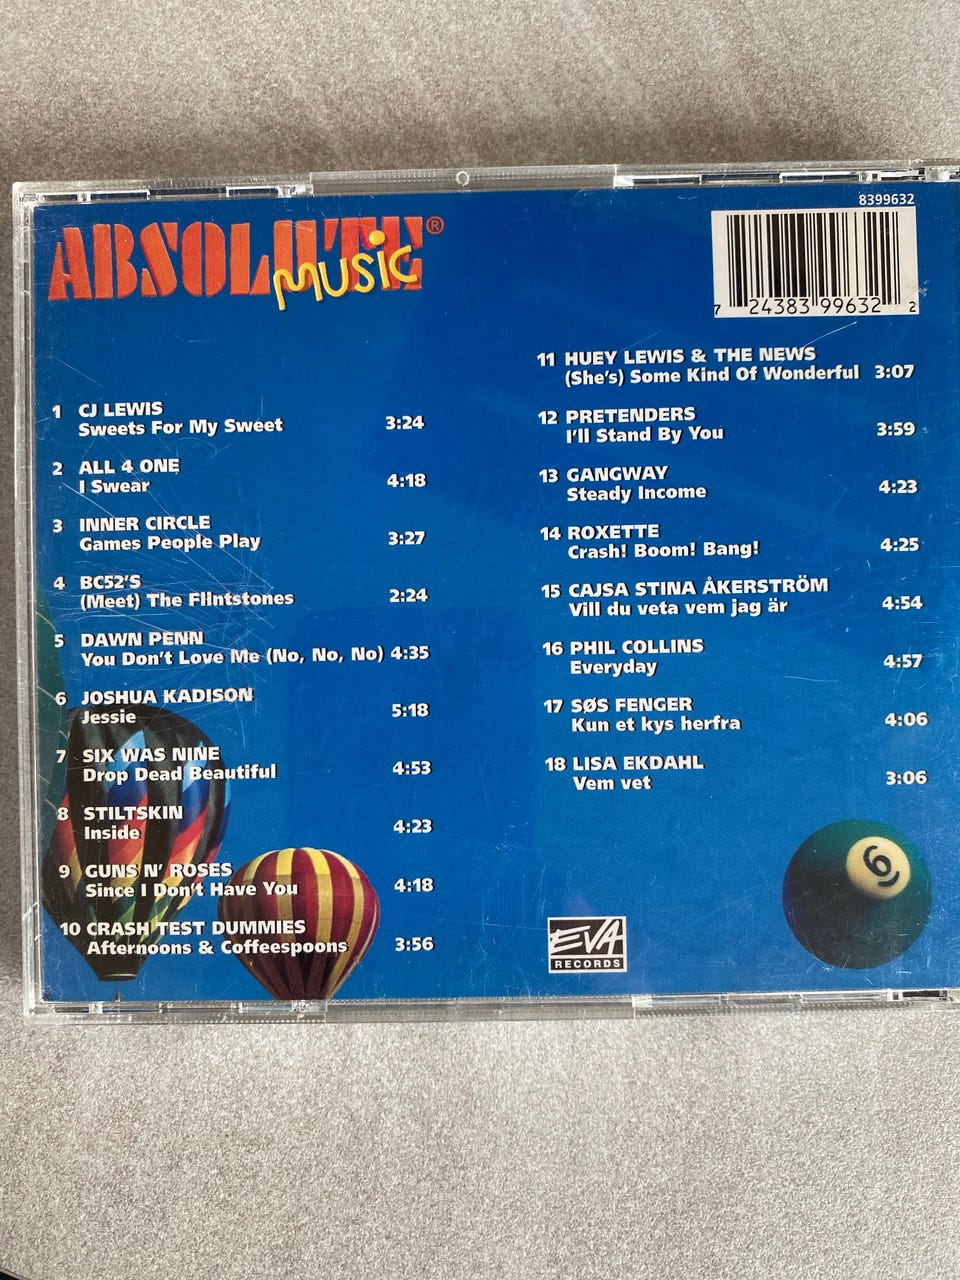 ABSOLUTE®
MUSIC
8399632
7 24383 99632 2
1 CJ LEWIS
Sweets For My Sweet 3:24
2 ALL 4 ONE
I Swear 4:18
3 INNER CIRCLE
Games People Play 3:27
4 BC52'S
(Meet) The Flintstones 2:24
5 DAWN PENN
You Don't Love Me (No, No, No) 4:35
6 JOSHUA KADISON
Jessie 5:18
7 SIX WAS NINE
Drop Dead Beautiful 4:53
8 STILTSKIN
Inside 4:23
9 GUNS N' ROSES
Since I Don't Have You 4:18
10 CRASH TEST DUMMIES
Afternoons & Coffeespoons 3:56
11 HUEY LEWIS & THE NEWS
(She's) Some Kind Of Wonderful 3:07
12 PRETENDERS
I'll Stand By You 3:59
13 GANGWAY
Steady Income 4:23
14 ROXETTE
Crash! Boom! Bang! 4:25
15 CAJSA STINA ÅKERSTRÖM
Vill du veta vem jag är 4:54
16 PHIL COLLINS
Everyday 4:57
17 SØS FENGER
Kun et kys herfra 4:06
18 LISA EKDAHL
Vem vet 3:06
6
EVA
RECORDS